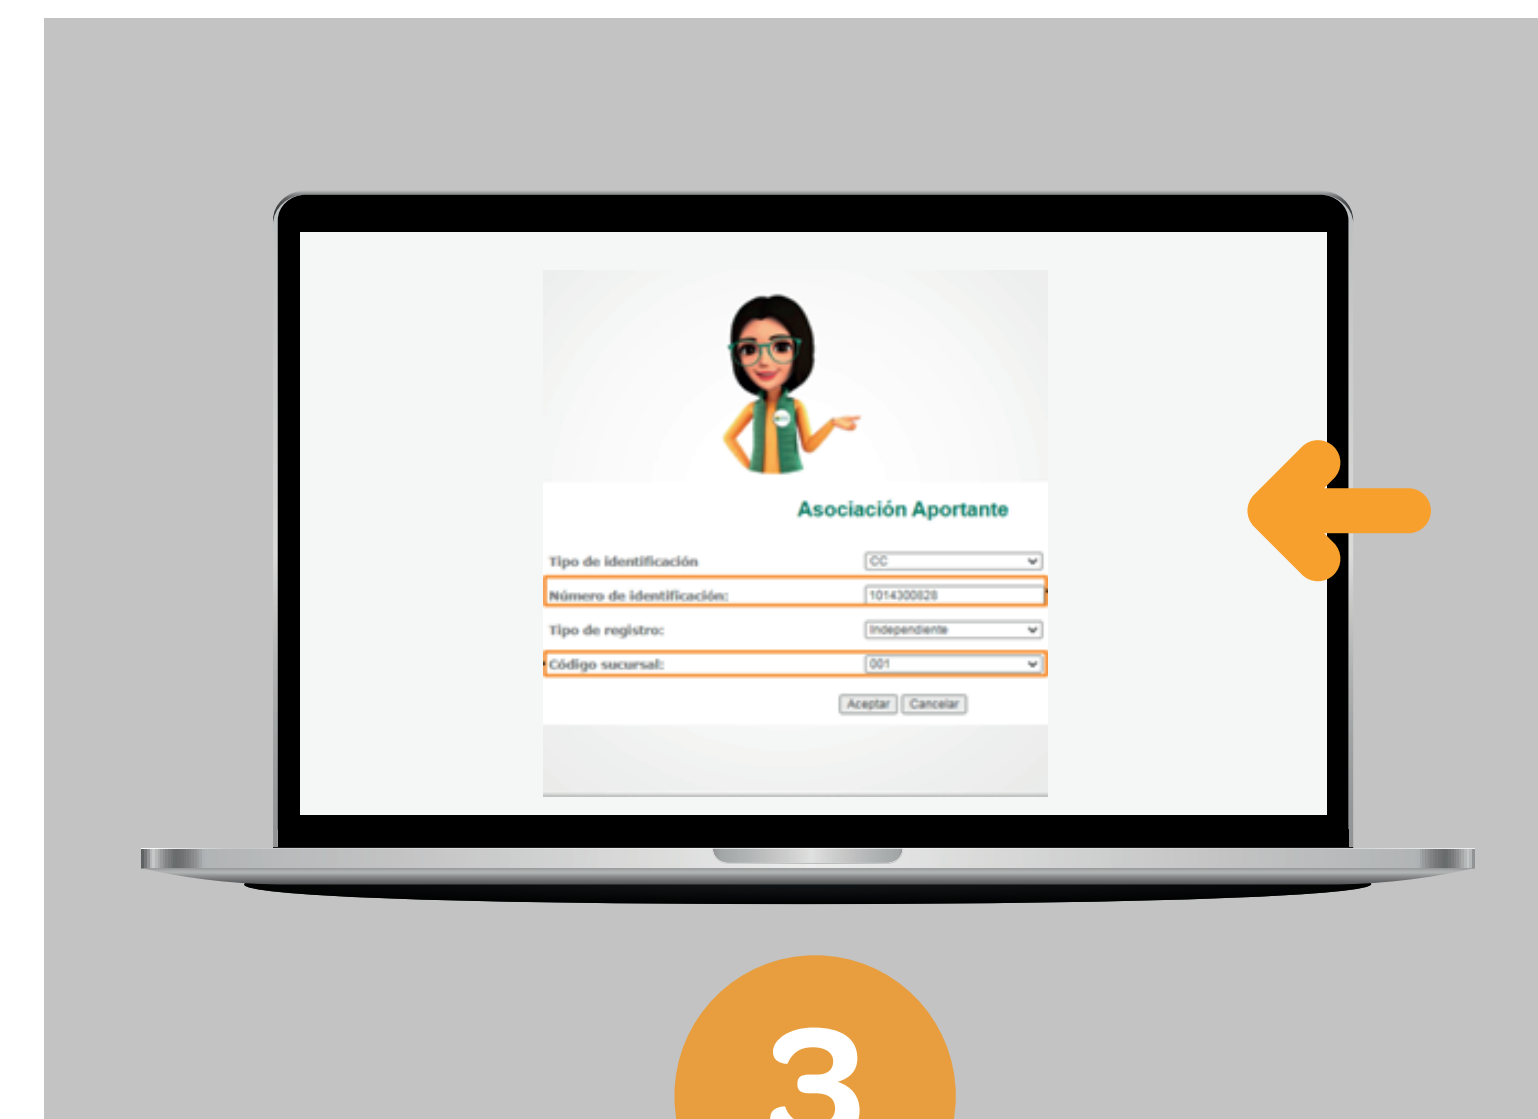 Asociación Aportante
Tipo de identificación CC
Número de identificación: 1014300828
Tipo de registro: Independiente
Código sucursal: 001
Aceptar Cancelar
3